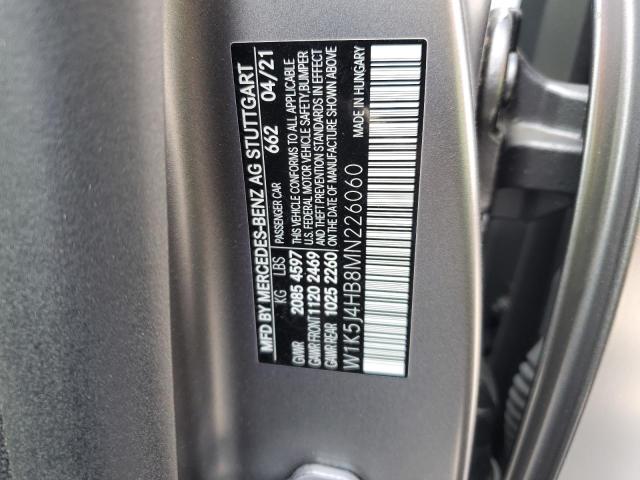 MFD BY MERCEDES-BENZ AG STUTTGART
PASSENGER CAR 662 04/21
KG LBS
GVWR 2085 4597
GAWR FRONT 1120 2469
GAWR REAR 1025 2260
THIS VEHICLE CONFORMS TO ALL APPLICABLE
U.S. FEDERAL MOTOR VEHICLE SAFETY, BUMPER
AND THEFT PREVENTION STANDARDS IN EFFECT
ON THE DATE OF MANUFACTURE SHOWN ABOVE
MADE IN HUNGARY
W1K5J4HB8MN226060